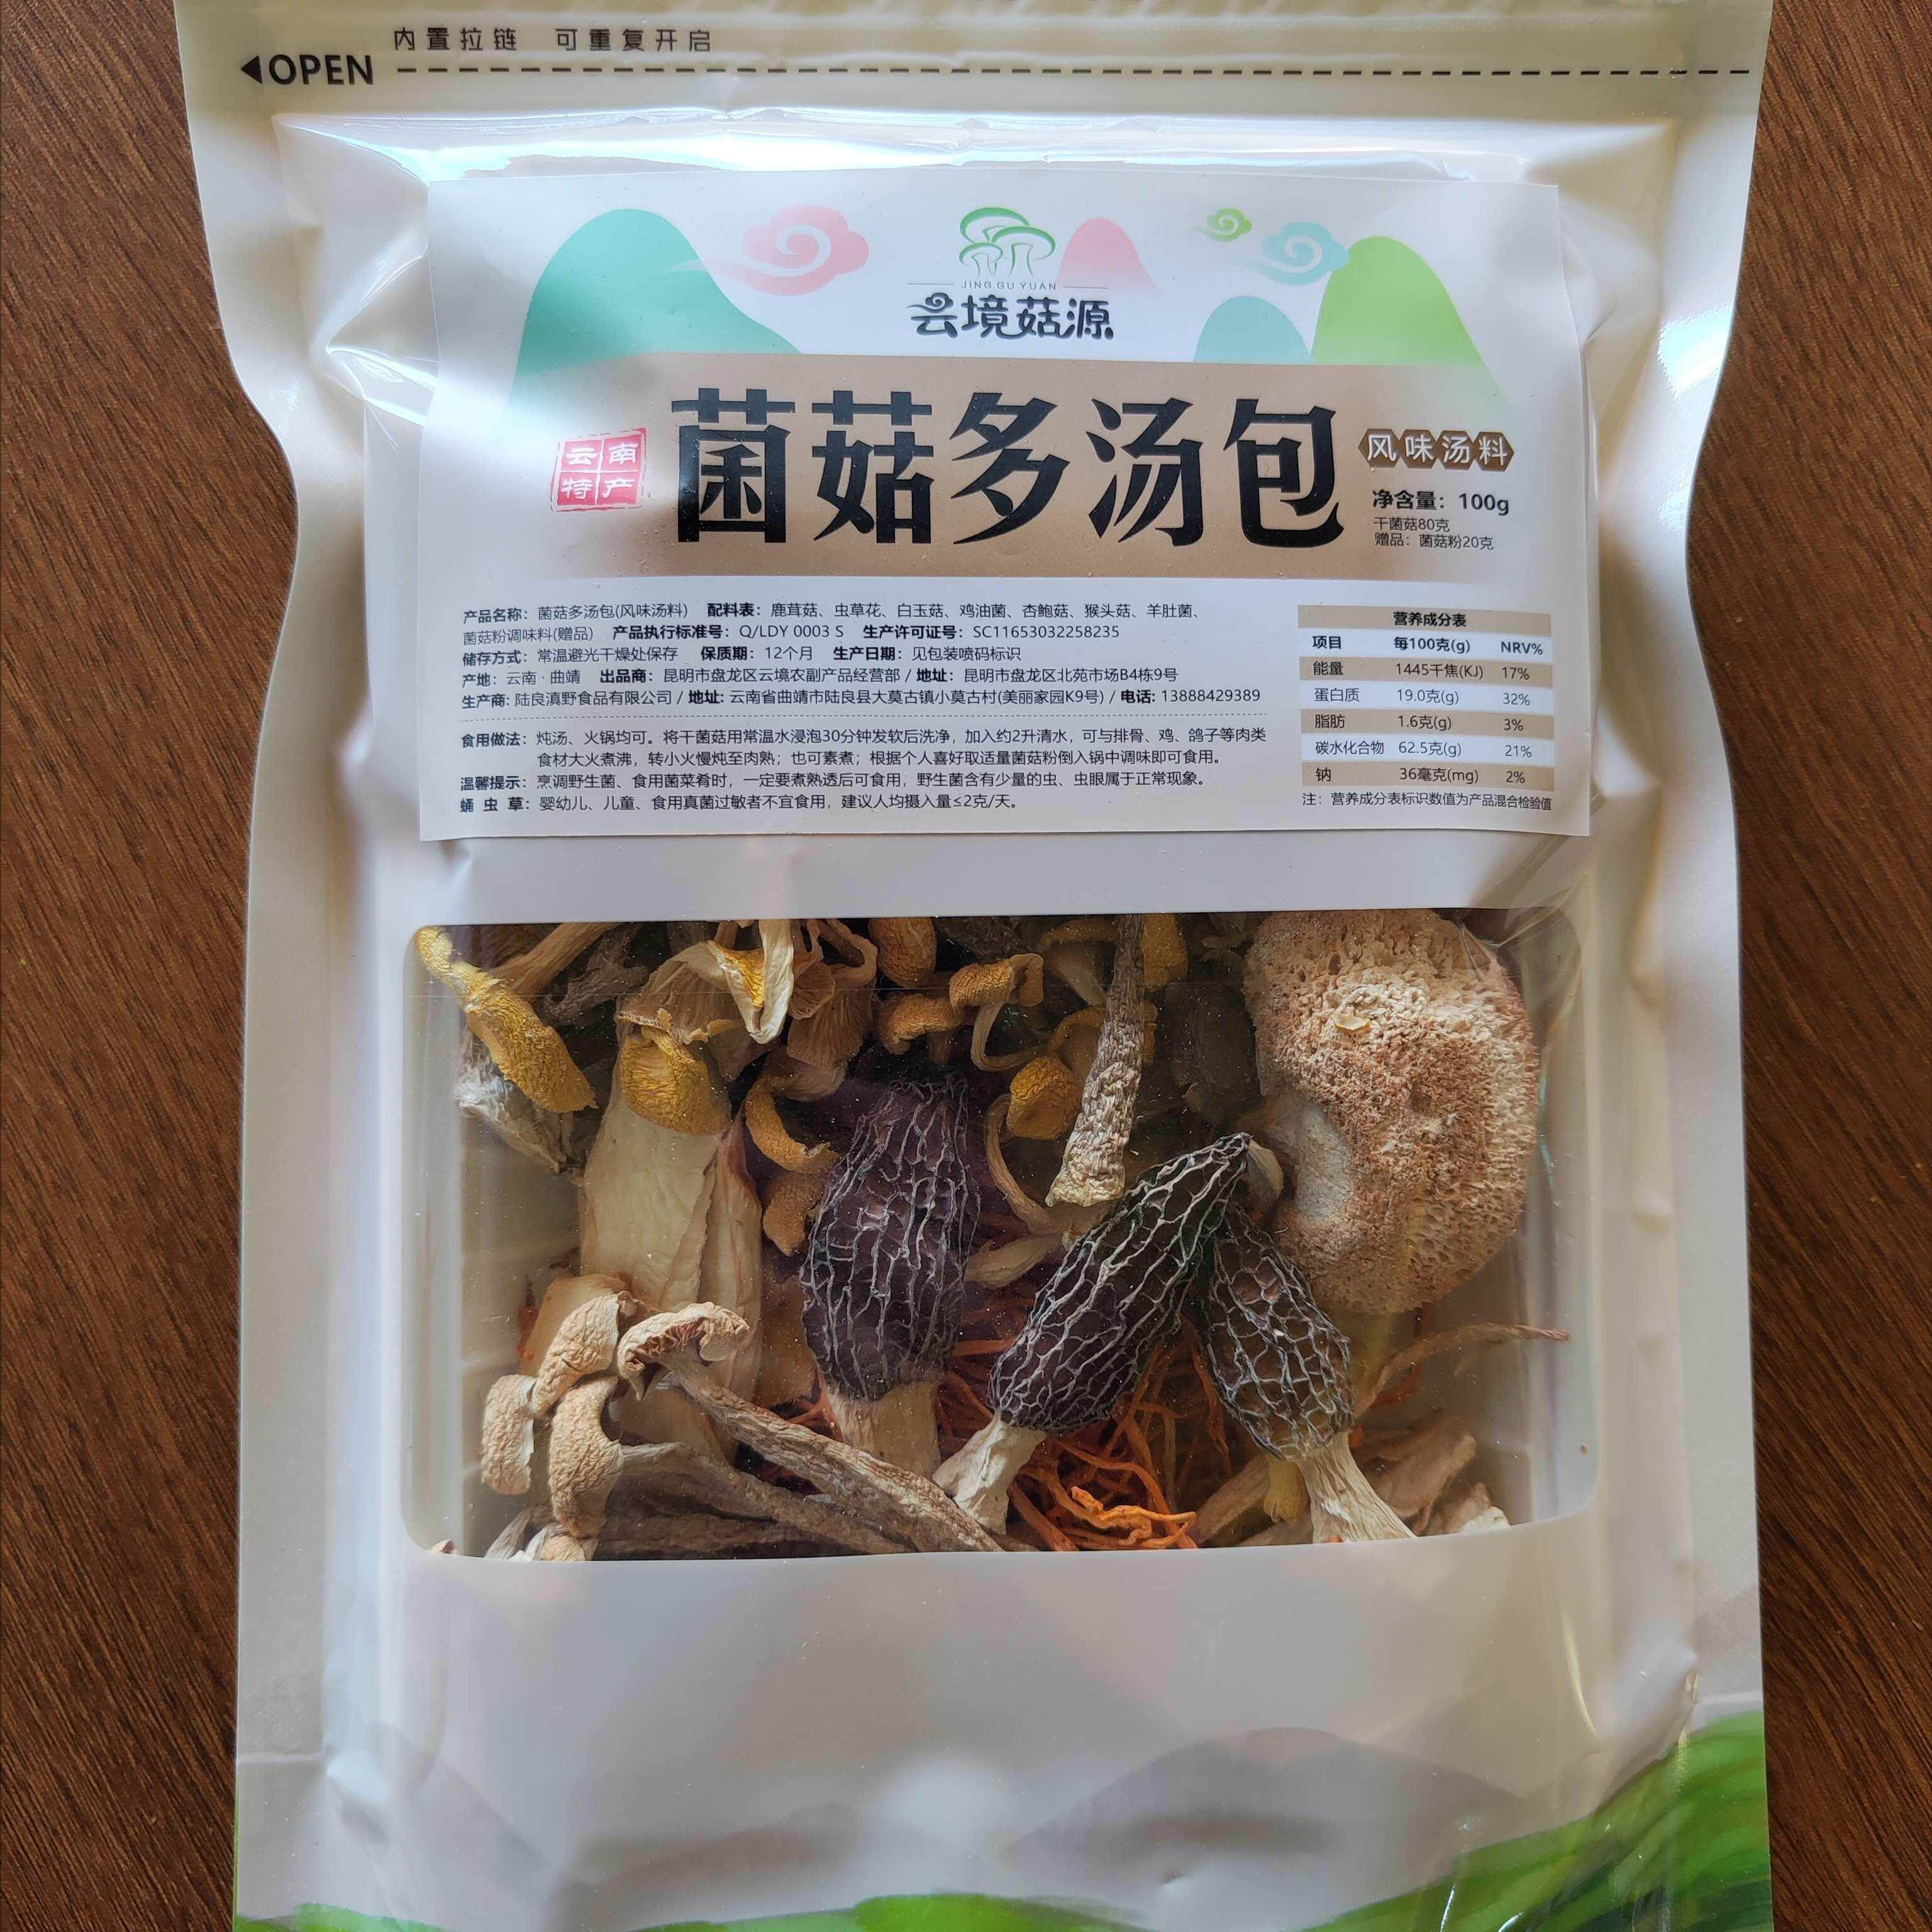 内置拉链 可重复开启
◀OPEN
JING GU YUAN
云境菇源
云南
特产
菌菇多汤包
风味汤料
净含量：100g
干菌菇80克
赠品：菌菇粉20克
产品名称：菌菇多汤包(风味汤料) 配料表：鹿茸菇、虫草花、白玉菇、鸡油菌、杏鲍菇、猴头菇、羊肚菌、
菌菇粉调味料(赠品) 产品执行标准号：Q/LDY 0003 S 生产许可证号：SC11653032258235
储存方式：常温避光干燥处保存 保质期：12个月 生产日期：见包装喷码标识
产地：云南·曲靖 出品商：昆明市盘龙区云境农副产品经营部 / 地址：昆明市盘龙区北苑市场B4栋9号
生产商：陆良滇野食品有限公司 / 地址：云南省曲靖市陆良县大莫古镇小莫古村(美丽家园K9号) / 电话：13888429389
食用做法：炖汤、火锅均可。将干菌菇用常温水浸泡30分钟发软后洗净，加入约2升清水，可与排骨、鸡、鸽子等肉类
食材大火煮沸，转小火慢炖至肉熟；也可素煮；根据个人喜好取适量菌菇粉倒入锅中调味即可食用。
温馨提示：烹调野生菌、食用菌菜肴时，一定要煮熟透后可食用，野生菌含有少量的虫、虫眼属于正常现象。
蛹虫草：婴幼儿、儿童、食用真菌过敏者不宜食用，建议人均摄入量≤2克/天。
营养成分表
项目 每100克(g) NRV%
能量 1445千焦(KJ) 17%
蛋白质 19.0克(g) 32%
脂肪 1.6克(g) 3%
碳水化合物 62.5克(g) 21%
钠 36毫克(mg) 2%
注：营养成分表标识数值为产品混合检验值